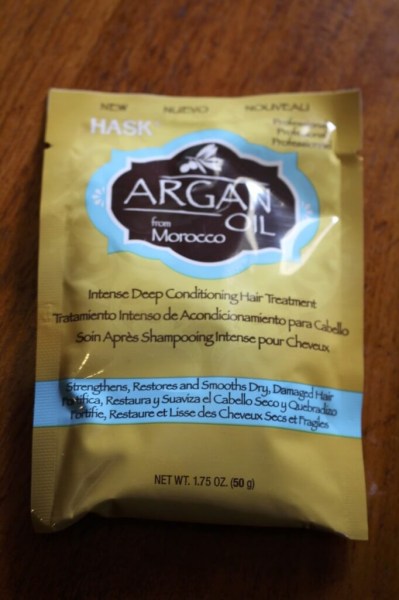 NEW NUEVO NOUVEAU
HASK
Professional
Profesional
Professionnel
ARGAN
from OIL
Morocco
Intense Deep Conditioning Hair Treatment
Tratamiento Intenso de Acondicionamiento para Cabello
Soin Après Shampooing Intense pour Cheveux
Strengthens, Restores and Smooths Dry, Damaged Hair
Fortifica, Restaura y Suaviza el Cabello Seco y Quebradizo
Fortifie, Restaure et Lisse des Cheveux Secs et Fragiles
NET WT. 1.75 OZ. (50 g)